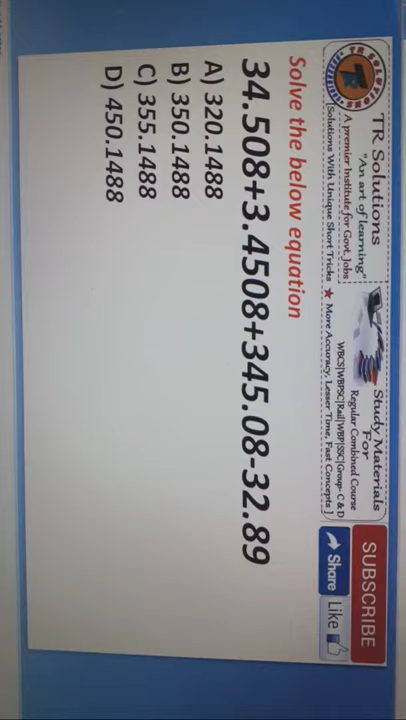 TR SOLUTIONS
TR Solutions
"An art of learning"
A premier Institute for Govt. Jobs
Study Materials
For
Regular Combined Course
WBCS|WBPSC|Rail|WBP|SSC|Group- C & D
[Solutions With Unique Short Tricks ★ More Accuracy, Lesser Time, Fast Concepts ]
SUBSCRIBE
Share
Like
Solve the below equation
34.508+3.4508+345.08-32.89
A) 320.1488
B) 350.1488
C) 355.1488
D) 450.1488